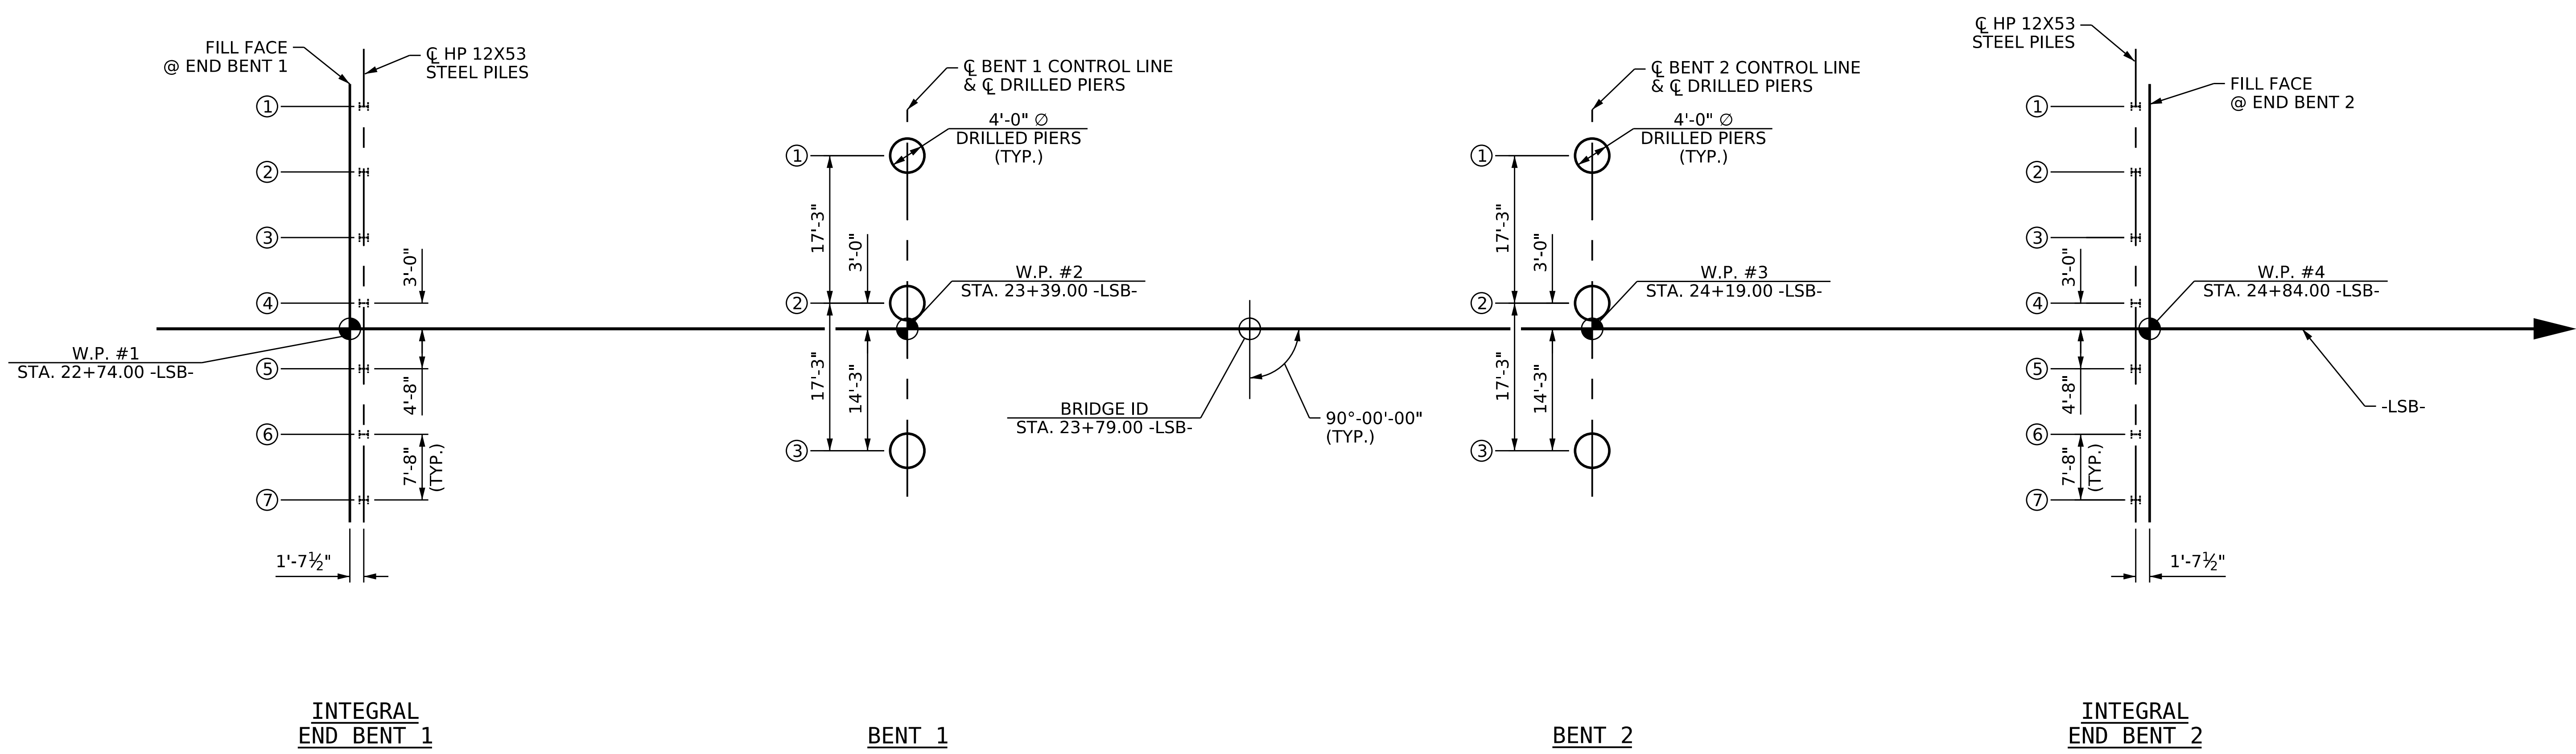 FILL FACE
@ END BENT 1
℄ HP 12X53
STEEL PILES
1
2
3
4
5
6
7
3'-0"
4'-8"
7'-8"
(TYP.)
W.P. #1
STA. 22+74.00 -LSB-
1'-7½"
INTEGRAL
END BENT 1
℄ BENT 1 CONTROL LINE
& ℄ DRILLED PIERS
4'-0" ∅
DRILLED PIERS
(TYP.)
1
2
3
17'-3"
3'-0"
17'-3"
14'-3"
W.P. #2
STA. 23+39.00 -LSB-
BRIDGE ID
STA. 23+79.00 -LSB-
90°-00'-00"
(TYP.)
BENT 1
℄ BENT 2 CONTROL LINE
& ℄ DRILLED PIERS
4'-0" ∅
DRILLED PIERS
(TYP.)
1
2
3
17'-3"
3'-0"
17'-3"
14'-3"
W.P. #3
STA. 24+19.00 -LSB-
BENT 2
℄ HP 12X53
STEEL PILES
FILL FACE
@ END BENT 2
1
2
3
4
5
6
7
3'-0"
4'-8"
7'-8"
(TYP.)
W.P. #4
STA. 24+84.00 -LSB-
-LSB-
1'-7½"
INTEGRAL
END BENT 2